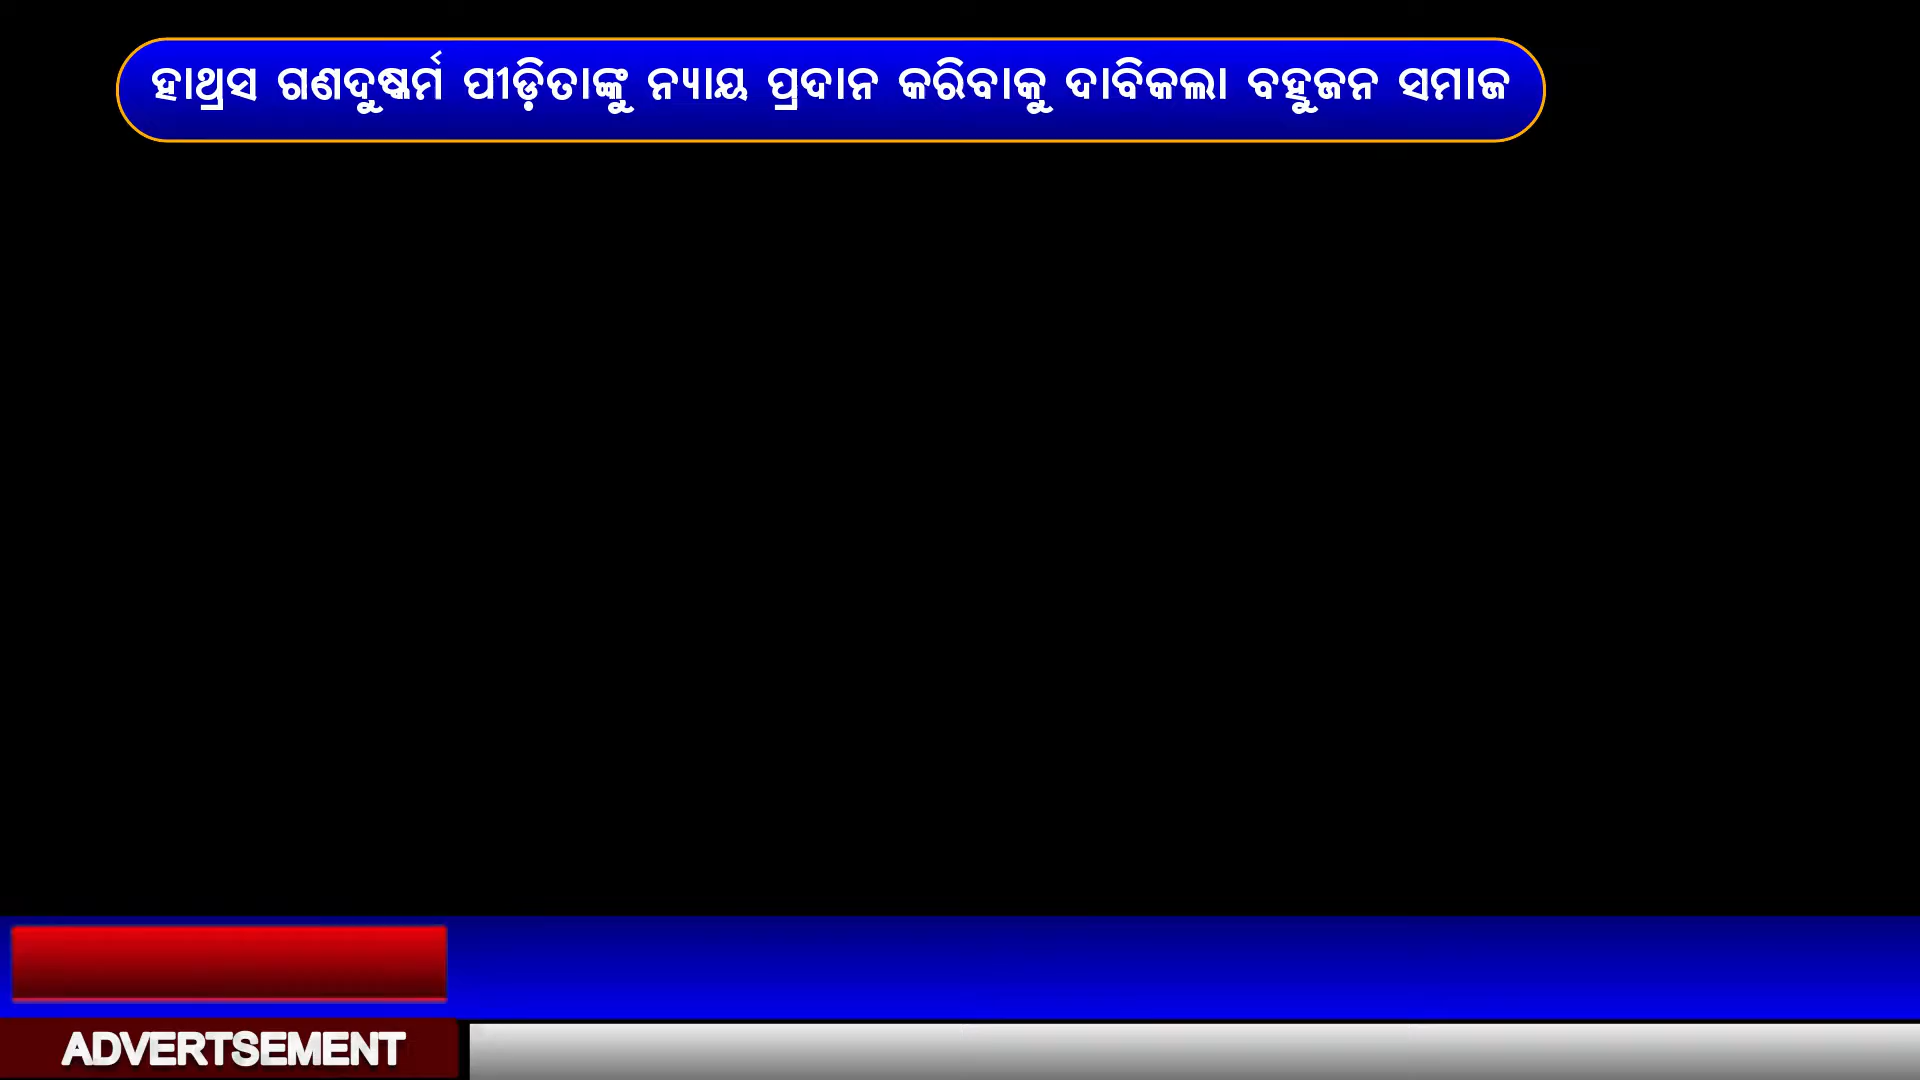 ହାଥ୍ରସ ଗଣଦୁଷ୍କର୍ମ ପୀଡ଼ିତାଙ୍କୁ ନ୍ୟାୟ ପ୍ରଦାନ କରିବାକୁ ଦାବିକଲା ବହୁଜନ ସମାଜ
ADVERTSEMENT